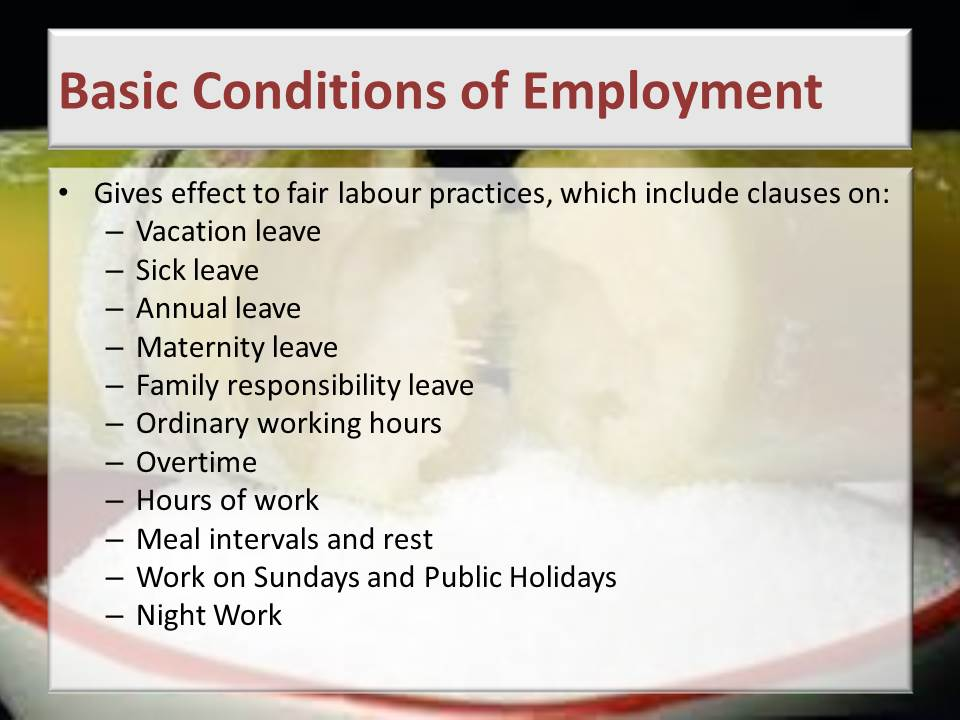 Basic Conditions of Employment
• Gives effect to fair labour practices, which include clauses on:
– Vacation leave
– Sick leave
– Annual leave
– Maternity leave
– Family responsibility leave
– Ordinary working hours
– Overtime
– Hours of work
– Meal intervals and rest
– Work on Sundays and Public Holidays
– Night Work